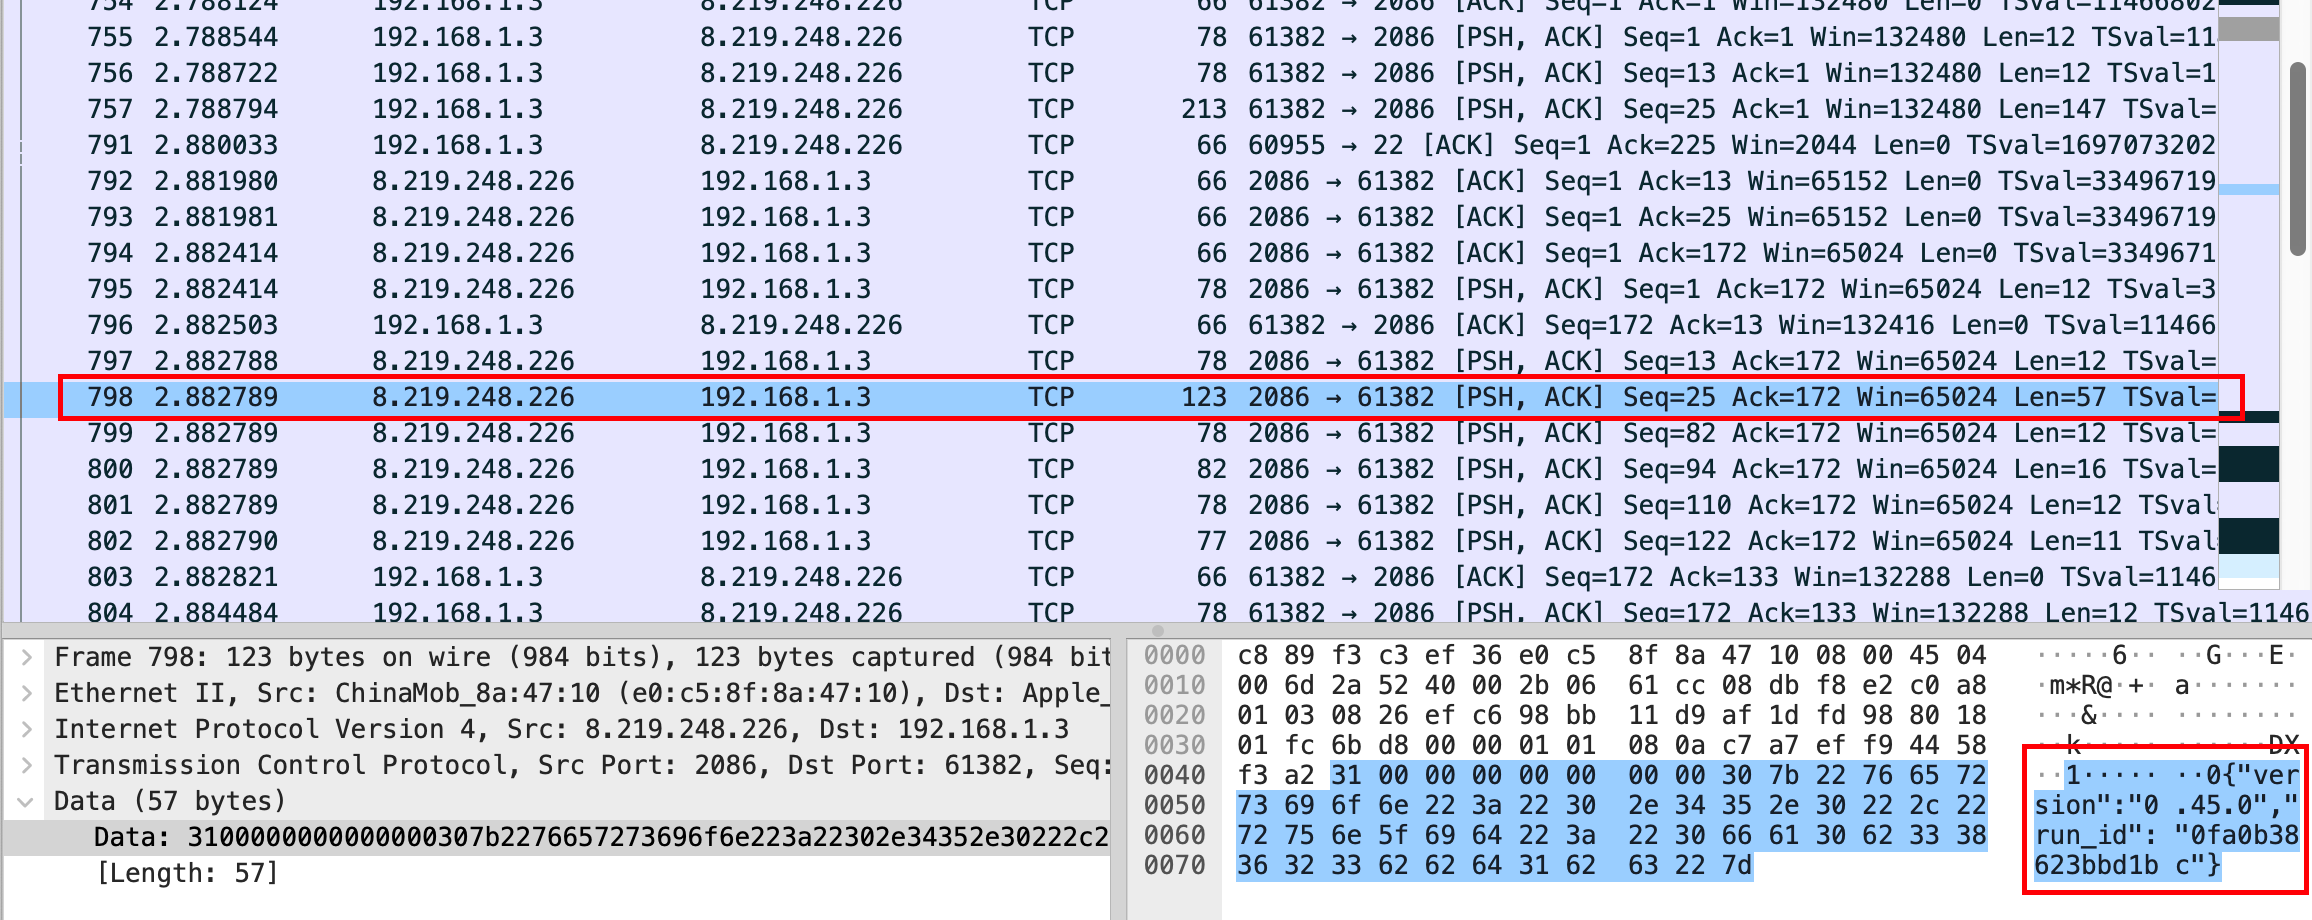 754 2.788124 192.168.1.3 8.219.248.226 TCP 66 61382 → 2086 [ACK] Seq=1 Ack=1 Win=132480 Len=0 TSval=11466802
755 2.788544 192.168.1.3 8.219.248.226 TCP 78 61382 → 2086 [PSH, ACK] Seq=1 Ack=1 Win=132480 Len=12 TSval=11
756 2.788722 192.168.1.3 8.219.248.226 TCP 78 61382 → 2086 [PSH, ACK] Seq=13 Ack=1 Win=132480 Len=12 TSval=1
757 2.788794 192.168.1.3 8.219.248.226 TCP 213 61382 → 2086 [PSH, ACK] Seq=25 Ack=1 Win=132480 Len=147 TSval=
791 2.880033 192.168.1.3 8.219.248.226 TCP 66 60955 → 22 [ACK] Seq=1 Ack=225 Win=2044 Len=0 TSval=1697073202
792 2.881980 8.219.248.226 192.168.1.3 TCP 66 2086 → 61382 [ACK] Seq=1 Ack=13 Win=65152 Len=0 TSval=33496719
793 2.881981 8.219.248.226 192.168.1.3 TCP 66 2086 → 61382 [ACK] Seq=1 Ack=25 Win=65152 Len=0 TSval=33496719
794 2.882414 8.219.248.226 192.168.1.3 TCP 66 2086 → 61382 [ACK] Seq=1 Ack=172 Win=65024 Len=0 TSval=3349671
795 2.882414 8.219.248.226 192.168.1.3 TCP 78 2086 → 61382 [PSH, ACK] Seq=1 Ack=172 Win=65024 Len=12 TSval=3
796 2.882503 192.168.1.3 8.219.248.226 TCP 66 61382 → 2086 [ACK] Seq=172 Ack=13 Win=132416 Len=0 TSval=11466
797 2.882788 8.219.248.226 192.168.1.3 TCP 78 2086 → 61382 [PSH, ACK] Seq=13 Ack=172 Win=65024 Len=12 TSval=
798 2.882789 8.219.248.226 192.168.1.3 TCP 123 2086 → 61382 [PSH, ACK] Seq=25 Ack=172 Win=65024 Len=57 TSval=
799 2.882789 8.219.248.226 192.168.1.3 TCP 78 2086 → 61382 [PSH, ACK] Seq=82 Ack=172 Win=65024 Len=12 TSval=
800 2.882789 8.219.248.226 192.168.1.3 TCP 82 2086 → 61382 [PSH, ACK] Seq=94 Ack=172 Win=65024 Len=16 TSval=
801 2.882789 8.219.248.226 192.168.1.3 TCP 78 2086 → 61382 [PSH, ACK] Seq=110 Ack=172 Win=65024 Len=12 TSval
802 2.882790 8.219.248.226 192.168.1.3 TCP 77 2086 → 61382 [PSH, ACK] Seq=122 Ack=172 Win=65024 Len=11 TSval
803 2.882821 192.168.1.3 8.219.248.226 TCP 66 61382 → 2086 [ACK] Seq=172 Ack=133 Win=132288 Len=0 TSval=1146
804 2.884484 192.168.1.3 8.219.248.226 TCP 78 61382 → 2086 [PSH, ACK] Seq=172 Ack=133 Win=132288 Len=12 TSval=1146
Frame 798: 123 bytes on wire (984 bits), 123 bytes captured (984 bit
Ethernet II, Src: ChinaMob_8a:47:10 (e0:c5:8f:8a:47:10), Dst: Apple_
Internet Protocol Version 4, Src: 8.219.248.226, Dst: 192.168.1.3
Transmission Control Protocol, Src Port: 2086, Dst Port: 61382, Seq:
Data (57 bytes)
Data: 3100000000000000307b2276657273696f6e223a22302e34352e30222c2
[Length: 57]
0000 c8 89 f3 c3 ef 36 e0 c5 8f 8a 47 10 08 00 45 04 ·····6·· ··G···E·
0010 00 6d 2a 52 40 00 2b 06 61 cc 08 db f8 e2 c0 a8 ·m*R@·+· a·······
0020 01 03 08 26 ef c6 98 bb 11 d9 af 1d fd 98 80 18 ···&···· ········
0030 01 fc 6b d8 00 00 01 01 08 0a c7 a7 ef f9 44 58 ··k····· ······DX
0040 f3 a2 31 00 00 00 00 00 00 00 30 7b 22 76 65 72 ··1····· ··0{"ver
0050 73 69 6f 6e 22 3a 22 30 2e 34 35 2e 30 22 2c 22 sion":"0 .45.0","
0060 72 75 6e 5f 69 64 22 3a 22 30 66 61 30 62 33 38 run_id": "0fa0b38
0070 36 32 33 62 62 64 31 62 63 22 7d 623bbd1b c"}